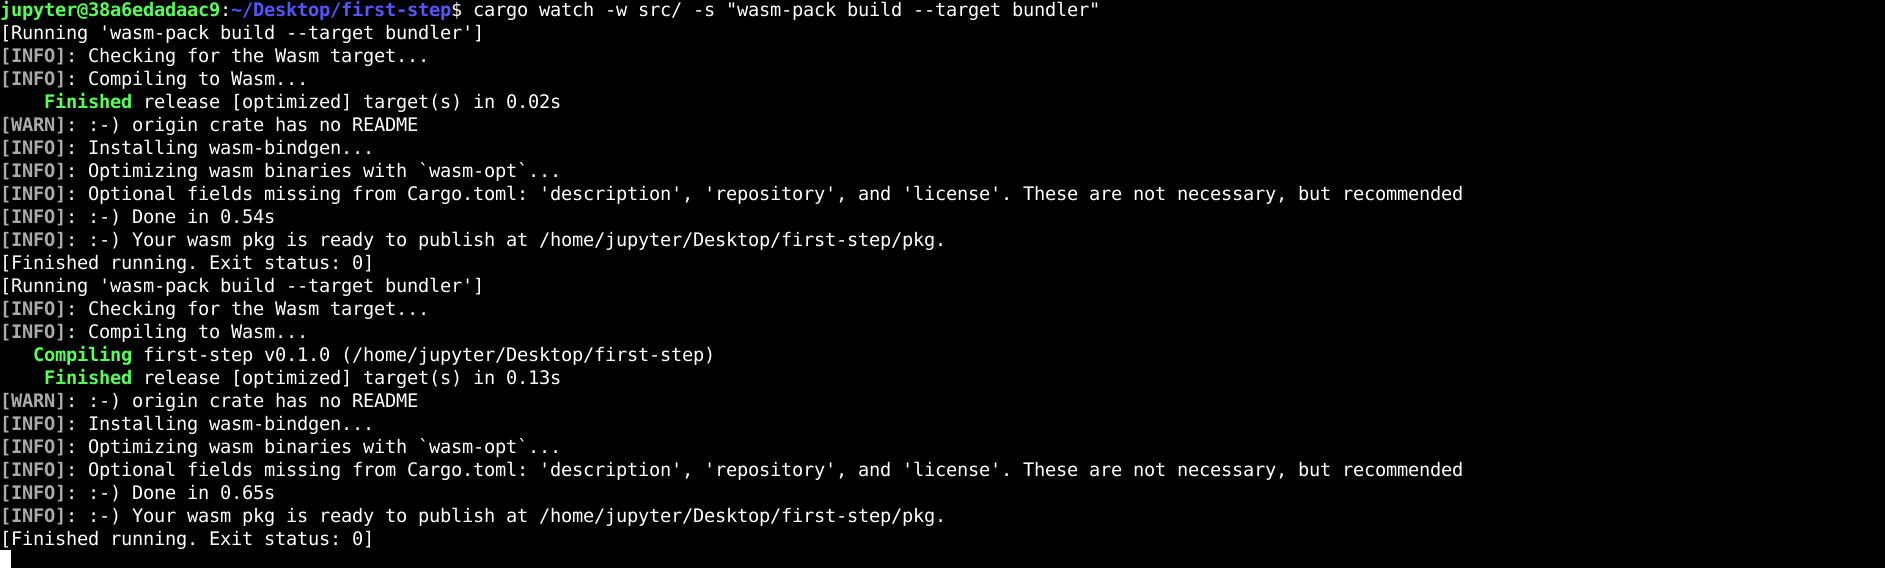 jupyter@38a6edadaac9:~/Desktop/first-step$ cargo watch -w src/ -s "wasm-pack build --target bundler"
[Running 'wasm-pack build --target bundler']
[INFO]: Checking for the Wasm target...
[INFO]: Compiling to Wasm...
    Finished release [optimized] target(s) in 0.02s
[WARN]: :-) origin crate has no README
[INFO]: Installing wasm-bindgen...
[INFO]: Optimizing wasm binaries with `wasm-opt`...
[INFO]: Optional fields missing from Cargo.toml: 'description', 'repository', and 'license'. These are not necessary, but recommended
[INFO]: :-) Done in 0.54s
[INFO]: :-) Your wasm pkg is ready to publish at /home/jupyter/Desktop/first-step/pkg.
[Finished running. Exit status: 0]
[Running 'wasm-pack build --target bundler']
[INFO]: Checking for the Wasm target...
[INFO]: Compiling to Wasm...
   Compiling first-step v0.1.0 (/home/jupyter/Desktop/first-step)
    Finished release [optimized] target(s) in 0.13s
[WARN]: :-) origin crate has no README
[INFO]: Installing wasm-bindgen...
[INFO]: Optimizing wasm binaries with `wasm-opt`...
[INFO]: Optional fields missing from Cargo.toml: 'description', 'repository', and 'license'. These are not necessary, but recommended
[INFO]: :-) Done in 0.65s
[INFO]: :-) Your wasm pkg is ready to publish at /home/jupyter/Desktop/first-step/pkg.
[Finished running. Exit status: 0]